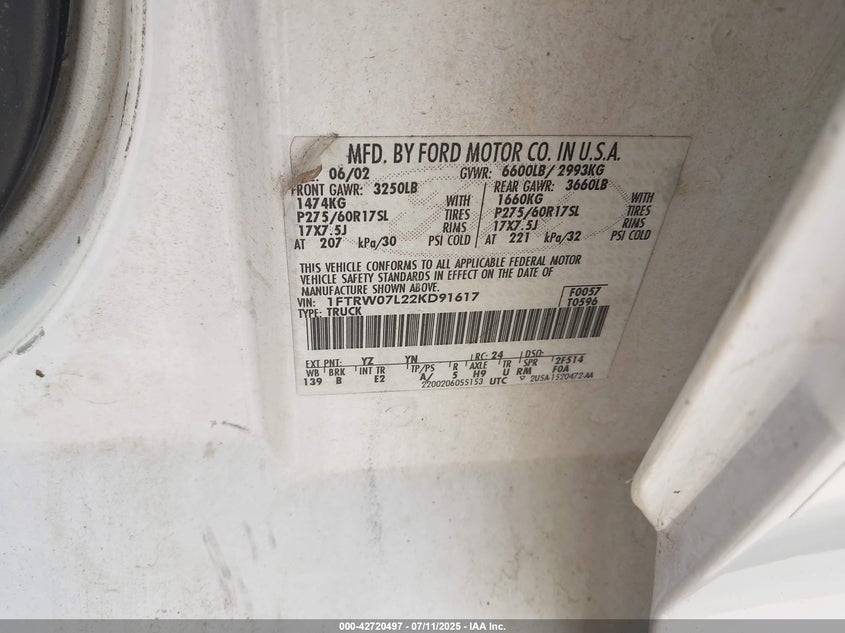 MFD. BY FORD MOTOR CO. IN U.S.A.
06/02 GVWR: 6600LB/ 2993KG
FRONT GAWR: 3250LB REAR GAWR: 3660LB
1474KG WITH 1660KG WITH
P275/60R17SL TIRES P275/60R17SL TIRES
17X7.5J RIMS 17X7.5J RIMS
AT 207 kPa/30 PSI COLD AT 221 kPa/32 PSI COLD
THIS VEHICLE CONFORMS TO ALL APPLICABLE FEDERAL MOTOR
VEHICLE SAFETY STANDARDS IN EFFECT ON THE DATE OF
MANUFACTURE SHOWN ABOVE.
VIN: 1FTRW07L22KD91617 F0057
TYPE: TRUCK T0596
EXT PNT: YZ YN RC: 24 DSO:
WB BRK INT TR TP/PS R AXLE TR SPR 2F514
139 B E2 A/ 5 H9 U RM F0A
2200206055153 UTC 2USA-1520472-AA
000-42720497 - 07/11/2025 - IAA Inc.